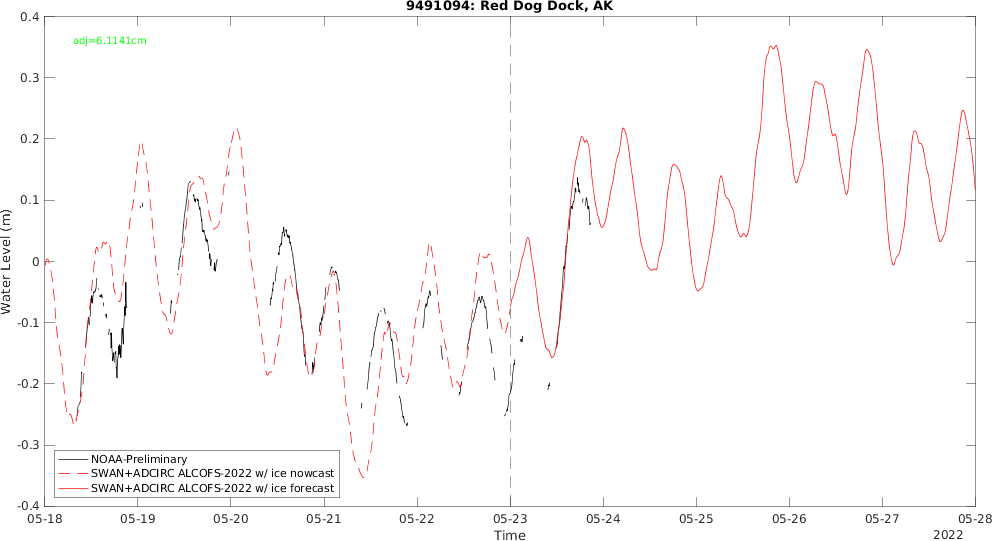 9491094: Red Dog Dock, AK
adj=6.1141cm
0.4
0.3
0.2
0.1
0
-0.1
-0.2
-0.3
-0.4
Water Level (m)
NOAA-Preliminary
SWAN+ADCIRC ALCOFS-2022 w/ ice nowcast
SWAN+ADCIRC ALCOFS-2022 w/ ice forecast
05-18 05-19 05-20 05-21 05-22 05-23 05-24 05-25 05-26 05-27 05-28
Time
2022